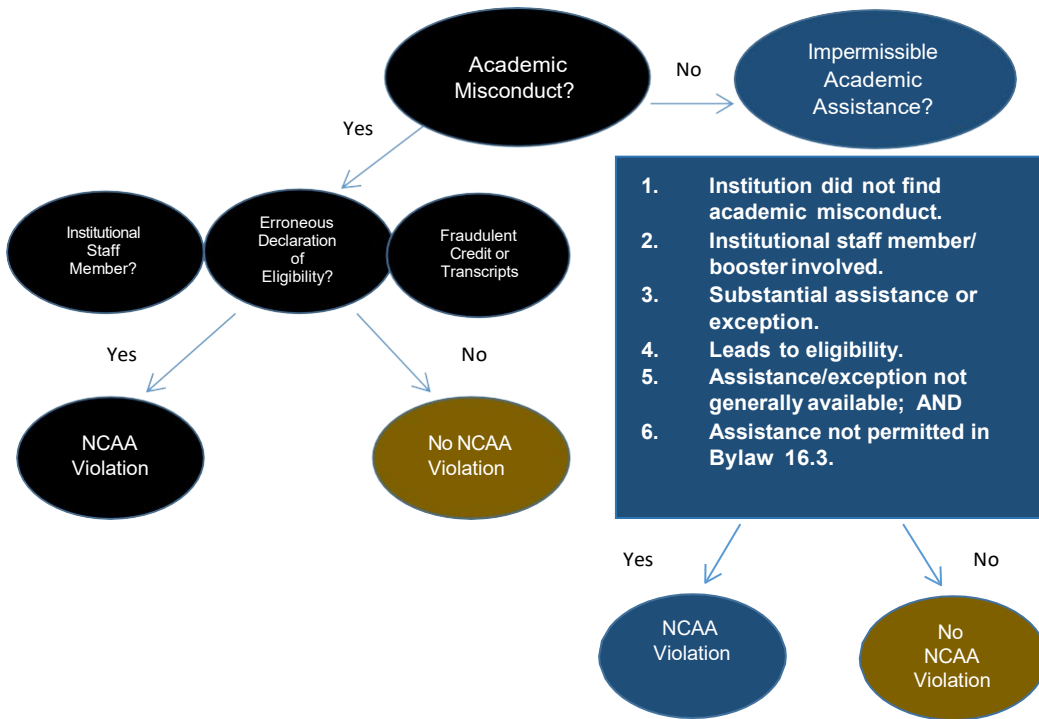 Academic
Misconduct?
No
Impermissible
Academic
Assistance?
Yes
Institutional
Staff
Member?
Erroneous
Declaration
of
Eligibility?
Fraudulent
Credit or
Transcripts
1. Institution did not find
academic misconduct.
2. Institutional staff member/
booster involved.
3. Substantial assistance or
exception.
4. Leads to eligibility.
5. Assistance/exception not
generally available; AND
6. Assistance not permitted in
Bylaw 16.3.
Yes
No
NCAA
Violation
No NCAA
Violation
Yes
No
NCAA
Violation
No
NCAA
Violation